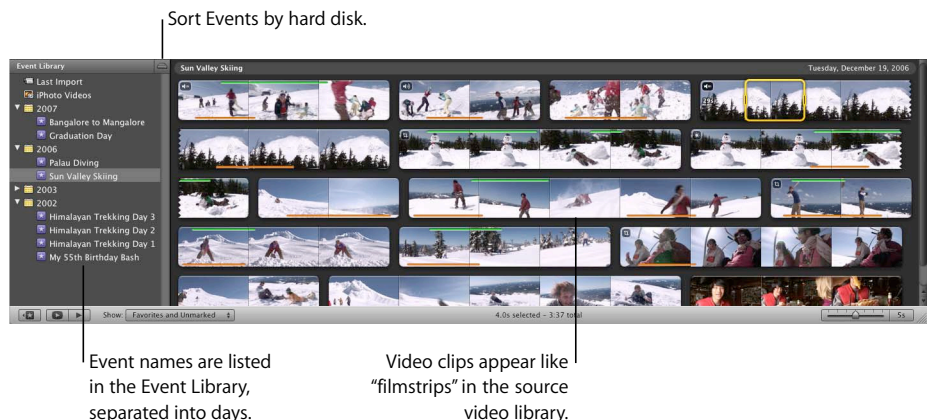 Sort Events by hard disk.
Event Library
Last Import
iPhoto Videos
2007
Bangalore to Mangalore
Graduation Day
2006
Palau Diving
Sun Valley Skiing
2003
2002
Himalayan Trekking Day 3
Himalayan Trekking Day 2
Himalayan Trekking Day 1
My 55th Birthday Bash
Sun Valley Skiing
Tuesday, December 19, 2006
Show: Favorites and Unmarked
4.0s selected – 3:37 total
5s
Event names are listed
in the Event Library,
separated into days.
Video clips appear like
“filmstrips” in the source
video library.